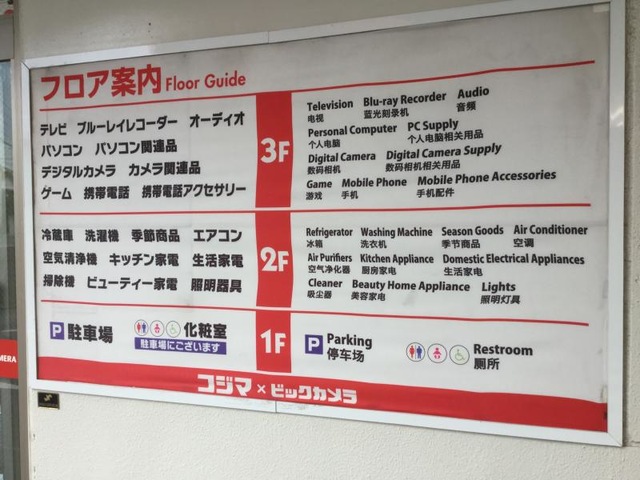 フロア案内 Floor Guide
テレビ ブルーレイレコーダー オーディオ
パソコン パソコン関連品
デジタルカメラ カメラ関連品
ゲーム 携帯電話 携帯電話アクセサリー
3F
Television Blu-ray Recorder Audio
电视 蓝光刻录机 音频
Personal Computer PC Supply
个人电脑 个人电脑相关用品
Digital Camera Digital Camera Supply
数码相机 数码相机相关用品
Game Mobile Phone Mobile Phone Accessories
游戏 手机 手机配件
冷蔵庫 洗濯機 季節商品 エアコン
空気清浄機 キッチン家電 生活家電
掃除機 ビューティー家電 照明器具
2F
Refrigerator Washing Machine Season Goods Air Conditioner
冰箱 洗衣机 季节商品 空调
Air Purifiers Kitchen Appliance Domestic Electrical Appliances
空气净化器 厨房家电 生活家电
Cleaner Beauty Home Appliance Lights
吸尘器 美容家电 照明灯具
P 駐車場 化粧室
駐車場にございます
1F
P Parking
停车场
Restroom
厕所
コジマ×ビックカメラ
MERA